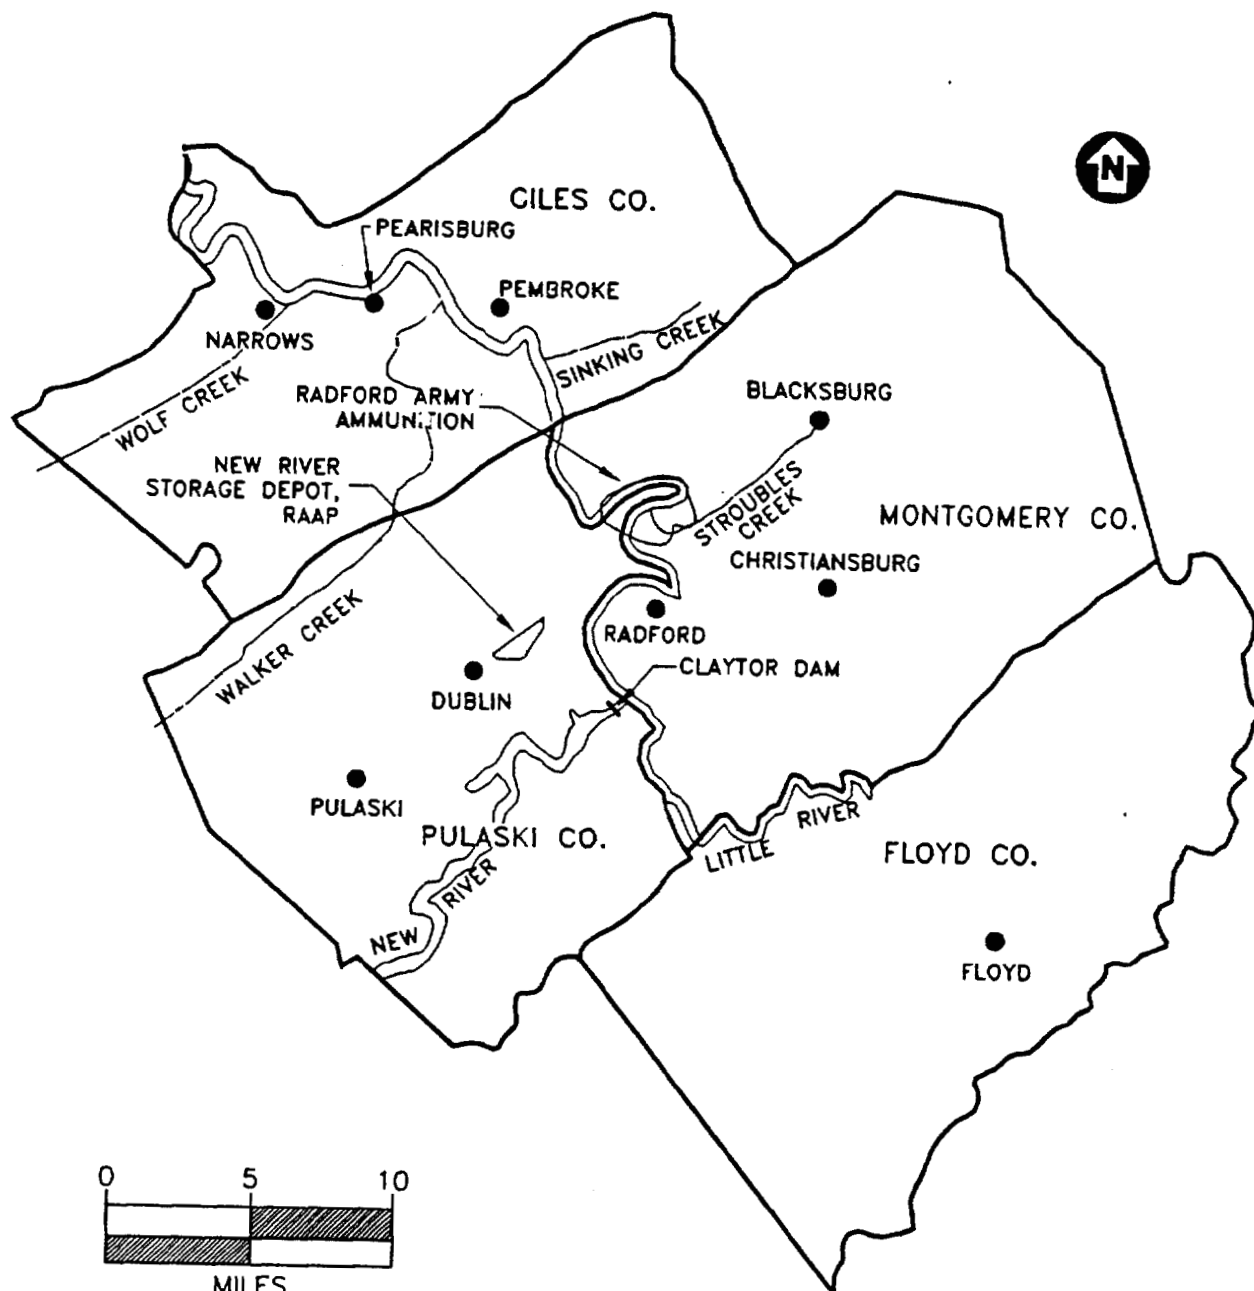 N
GILES CO.
PEARISBURG
PEMBROKE
NARROWS
SINKING CREEK
WOLF CREEK
RADFORD ARMY
AMMUNITION
BLACKSBURG
NEW RIVER
STORAGE DEPOT,
RAAP
STROUBLES
CREEK
MONTGOMERY CO.
CHRISTIANSBURG
WALKER CREEK
RADFORD
CLAYTOR DAM
DUBLIN
PULASKI
PULASKI CO.
LITTLE RIVER
FLOYD CO.
NEW RIVER
FLOYD
0 5 10
MILES